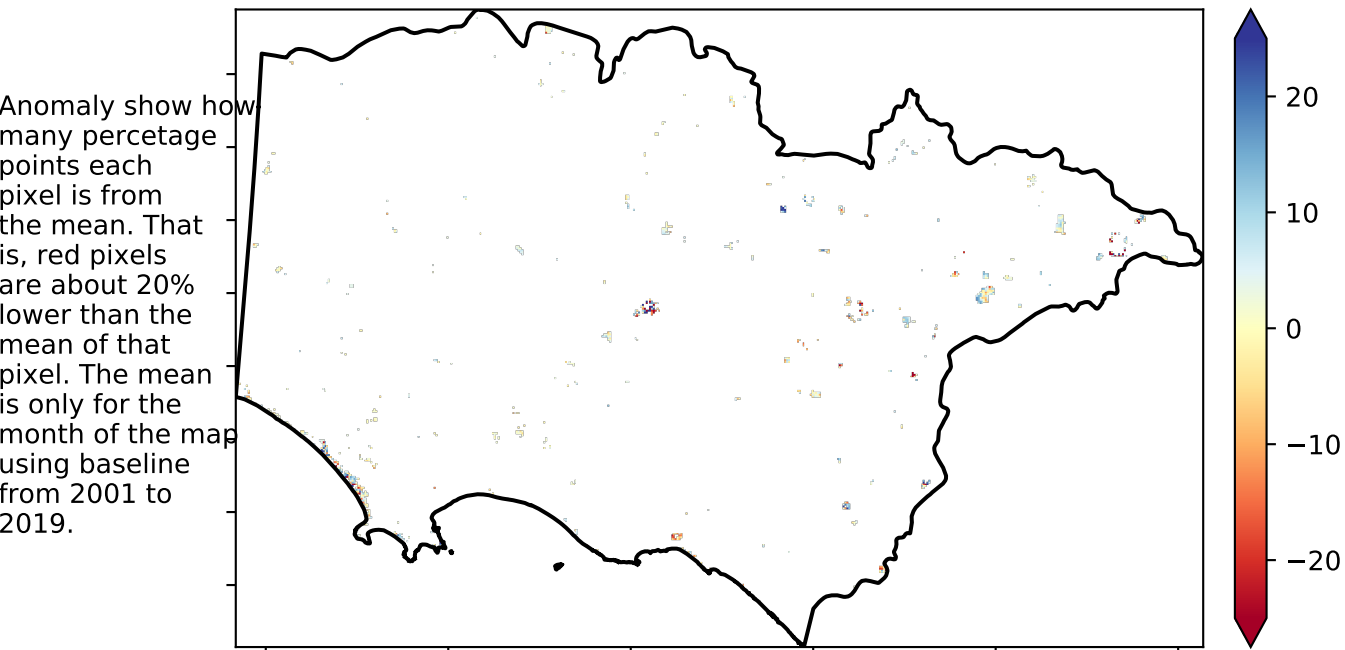 Anomaly show how
many percetage
points each
pixel is from
the mean. That
is, red pixels
are about 20%
lower than the
mean of that
pixel. The mean
is only for the
month of the map
using baseline
from 2001 to
2019.
20
10
0
−10
−20